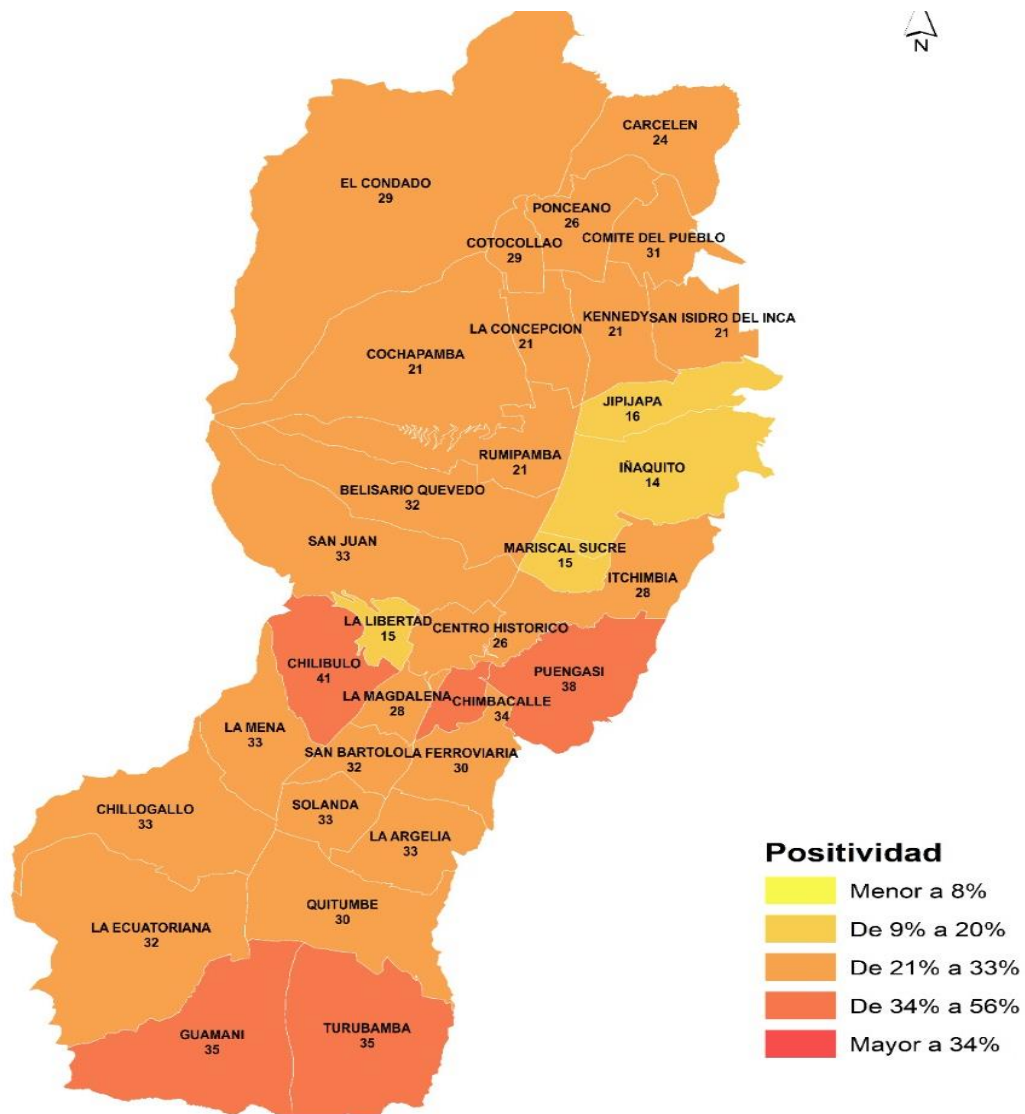 N
CARCELEN
24
EL CONDADO
29
PONCEANO
26
COTOCOLLAO
29
COMITE DEL PUEBLO
31
LA CONCEPCION
21
KENNEDY
21
SAN ISIDRO DEL INCA
21
COCHAPAMBA
21
JIPIJAPA
16
RUMIPAMBA
21
IÑAQUITO
14
BELISARIO QUEVEDO
32
SAN JUAN
33
MARISCAL SUCRE
15
ITCHIMBIA
28
LA LIBERTAD
15
CENTRO HISTORICO
26
CHILIBULO
41
PUENGASI
38
LA MAGDALENA
28
CHIMBACALLE
34
LA MENA
33
SAN BARTOLO
32
LA FERROVIARIA
30
CHILLOGALLO
33
SOLANDA
33
LA ARGELIA
33
QUITUMBE
30
LA ECUATORIANA
32
GUAMANI
35
TURUBAMBA
35
Positividad
Menor a 8%
De 9% a 20%
De 21% a 33%
De 34% a 56%
Mayor a 34%